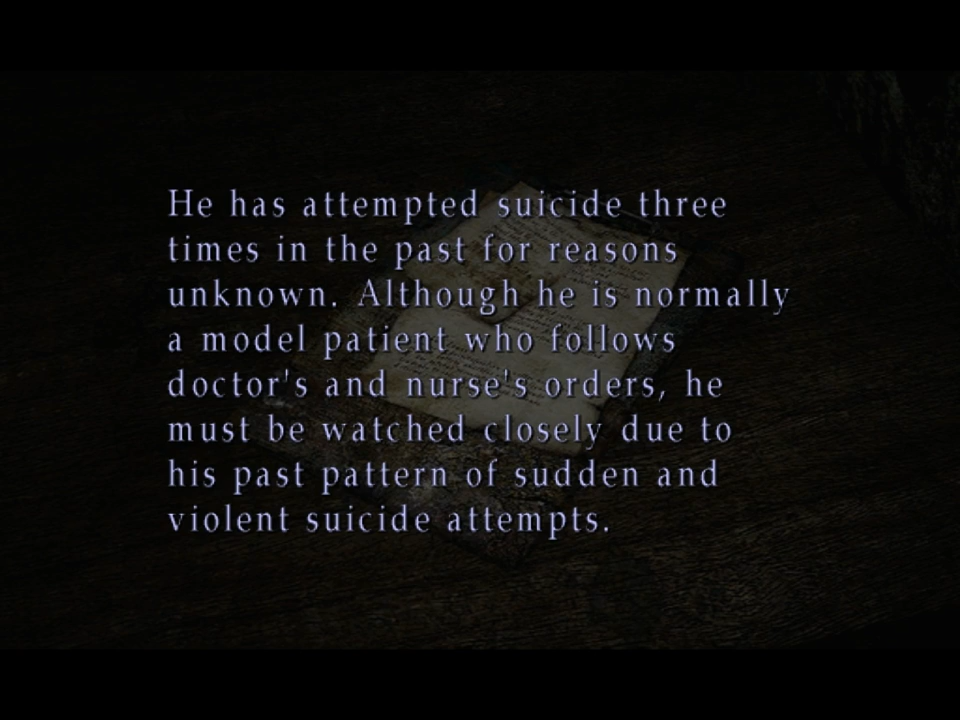 He has attempted suicide three
times in the past for reasons
unknown. Although he is normally
a model patient who follows
doctor's and nurse's orders, he
must be watched closely due to
his past pattern of sudden and
violent suicide attempts.